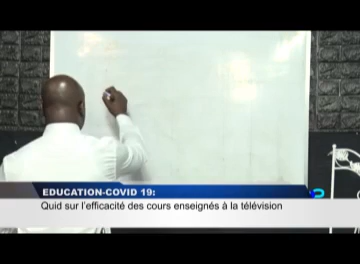 EDUCATION-COVID 19:
Quid sur l'efficacité des cours enseignés à la télévision